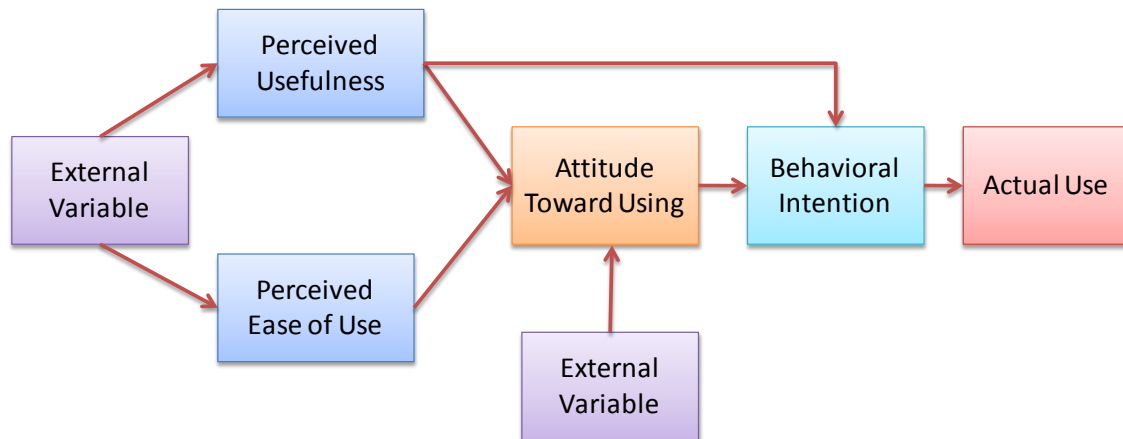 Perceived
Usefulness
External
Variable
Perceived
Ease of Use
Attitude
Toward Using
External
Variable
Behavioral
Intention
Actual Use